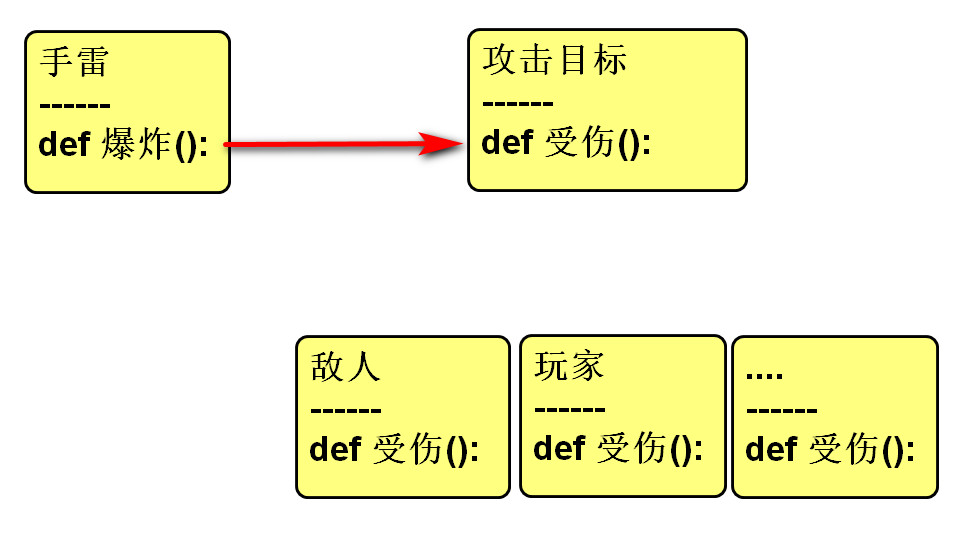 手雷
------
def 爆炸():
攻击目标
------
def 受伤():
敌人
------
def 受伤():
玩家
------
def 受伤():
....
------
def 受伤():